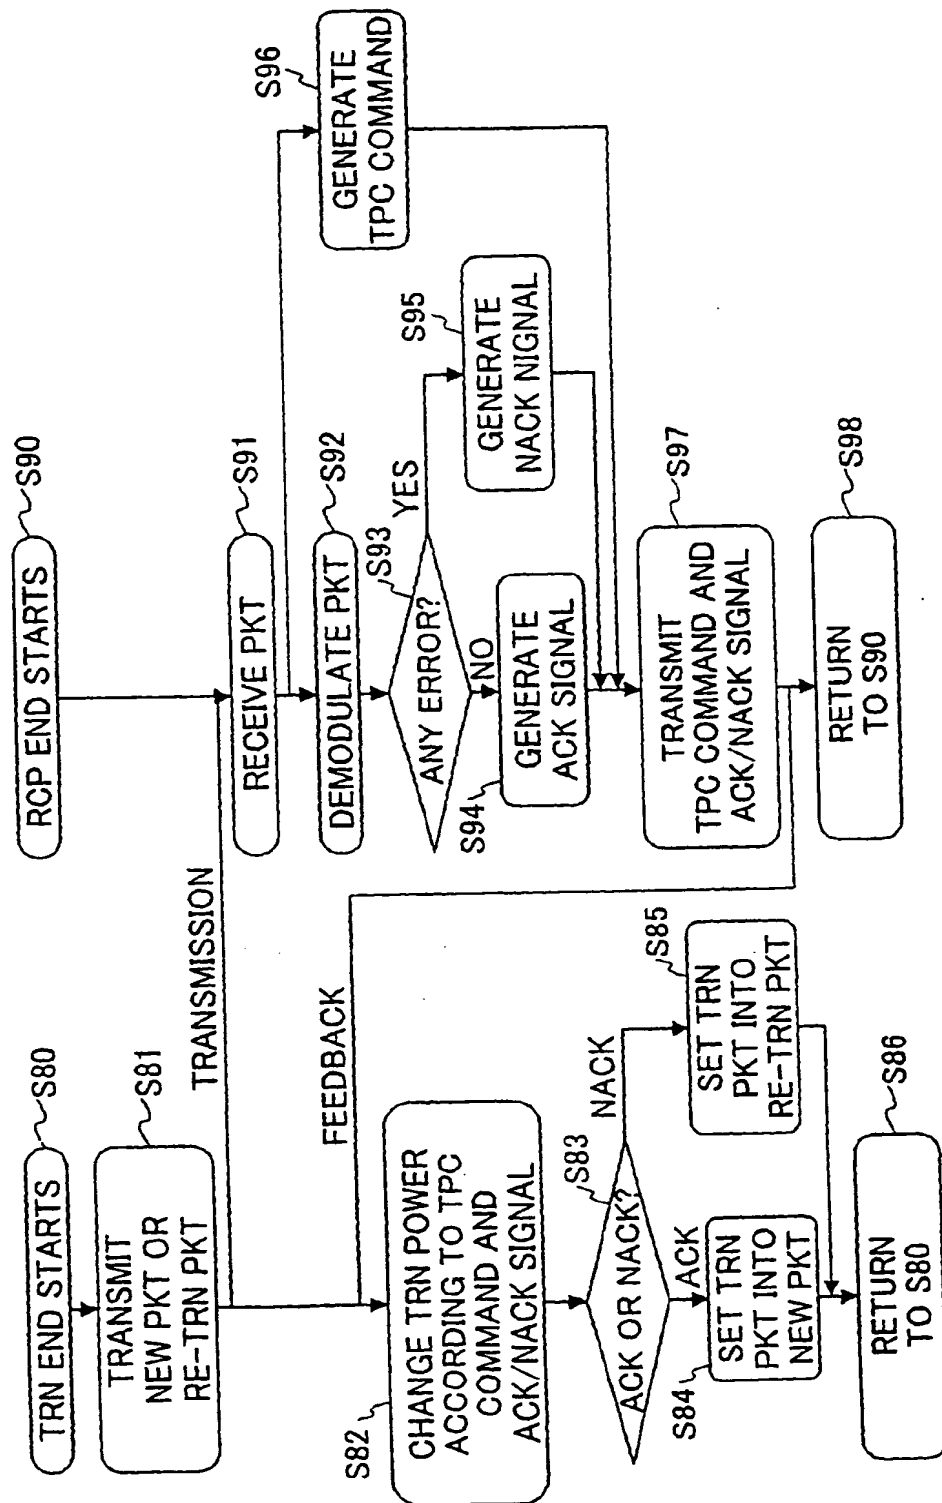 TRN END STARTS
S80
TRANSMIT
NEW PKT OR
RE-TRN PKT
S81
TRANSMISSION
FEEDBACK
CHANGE TRN POWER
ACCORDING TO TPC
COMMAND AND
ACK/NACK SIGNAL
S82
ACK OR NACK?
S83
NACK
ACK
SET TRN
PKT INTO
NEW PKT
S84
SET TRN
PKT INTO
RE-TRN PKT
S85
RETURN
TO S80
S86
RCP END STARTS
S90
RECEIVE PKT
S91
DEMODULATE PKT
S92
ANY ERROR?
S93
YES
NO
GENERATE
ACK SIGNAL
S94
GENERATE
NACK NIGNAL
S95
GENERATE
TPC COMMAND
S96
TRANSMIT
TPC COMMAND AND
ACK/NACK SIGNAL
S97
RETURN
TO S90
S98